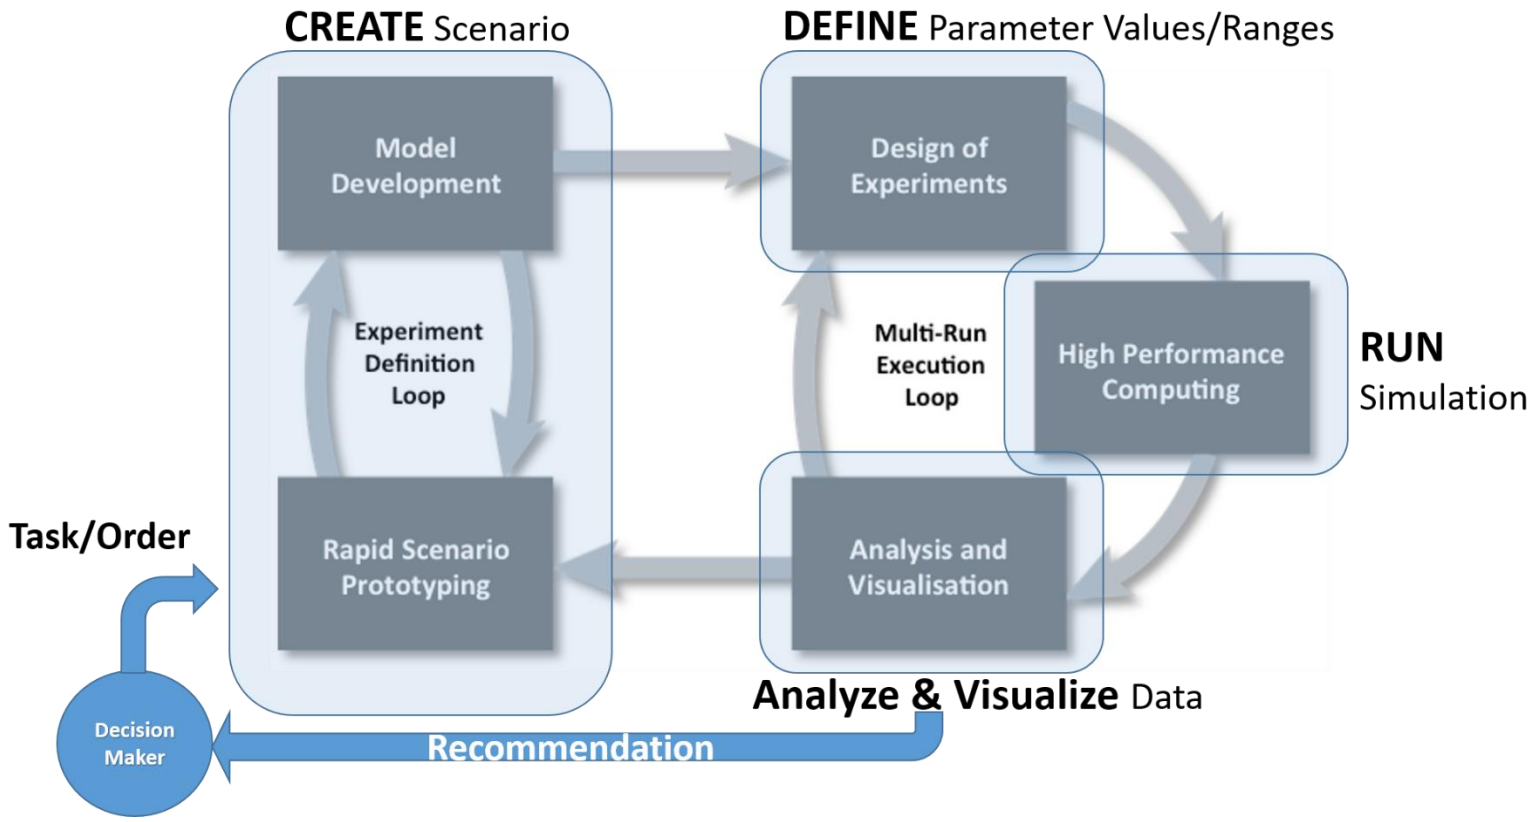 CREATE Scenario
DEFINE Parameter Values/Ranges
Model
Development
Design of
Experiments
Experiment
Definition
Loop
Multi-Run
Execution
Loop
High Performance
Computing
RUN
Simulation
Task/Order
Rapid Scenario
Prototyping
Analysis and
Visualisation
Analyze & Visualize Data
Decision
Maker
Recommendation